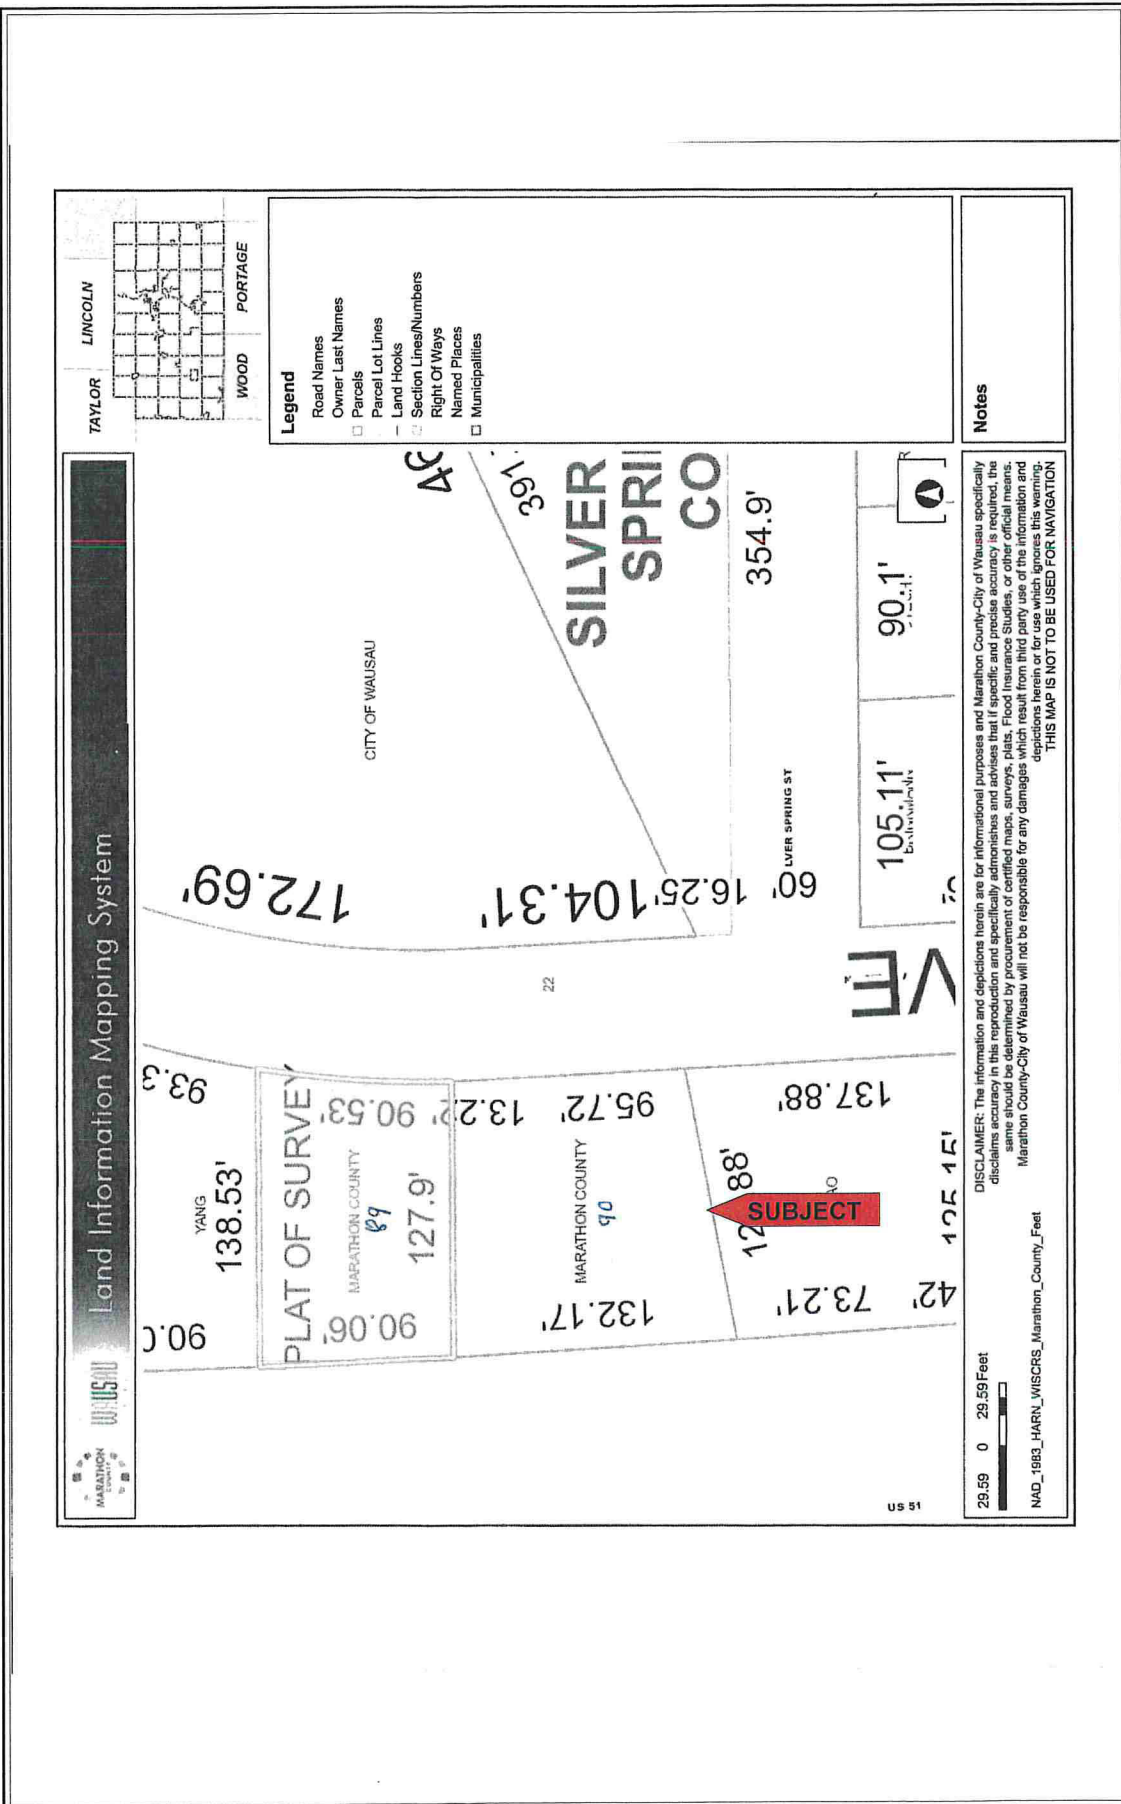 MARATHON
COUNTY
WAUSAU
Land Information Mapping System
TAYLOR
LINCOLN
WOOD
PORTAGE
Legend
Road Names
Owner Last Names
Parcels
Parcel Lot Lines
Land Hooks
Section Lines/Numbers
Right Of Ways
Named Places
Municipalities
93.3
172.69'
YANG
138.53'
CITY OF WAUSAU
PLAT OF SURVEY
90.53'
MARATHON COUNTY
89
127.9'
90.06'
104.31'
391.
SILVER
SPRI
CO
22
95.72'
MARATHON COUNTY
90
132.17'
16.25'
354.9'
88'
60'
LVER SPRING ST
SUBJECT
137.88'
73.21'
VE
105.11'
90.1'
125.15'
42'
US 51
29.59 0 29.59 Feet
NAD_1983_HARN_WISCRS_Marathon_County_Feet
DISCLAIMER: The information and depictions herein are for informational purposes and Marathon County-City of Wausau specifically
disclaims accuracy in this reproduction and specifically admonishes and advises that if specific and precise accuracy is required, the
same should be determined by procurement of certified maps, surveys, plats, Flood Insurance Studies, or other official means.
Marathon County-City of Wausau will not be responsible for any damages which result from third party use of the information and
depictions herein or for use which ignores this warning.
THIS MAP IS NOT TO BE USED FOR NAVIGATION
Notes